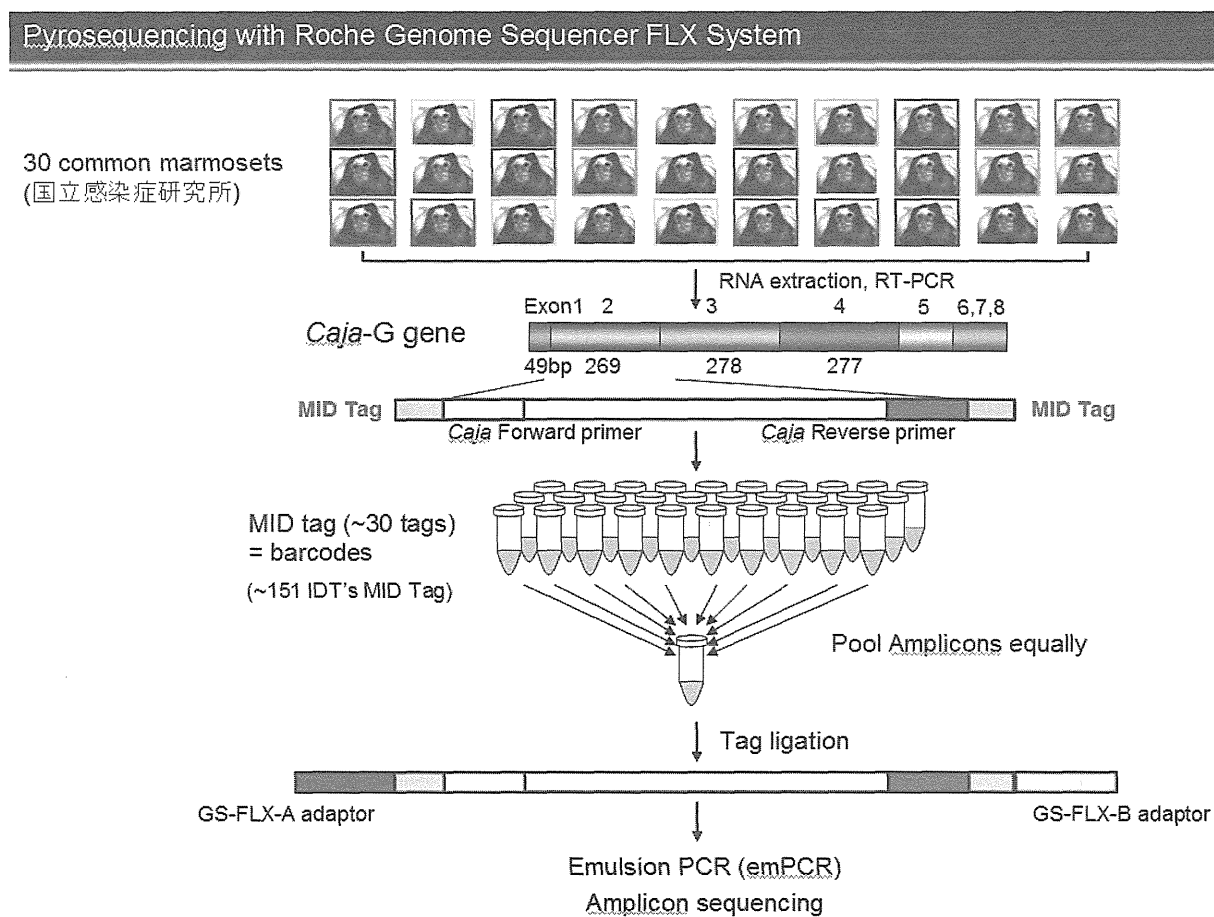 Pyrosequencing with Roche Genome Sequencer FLX System
30 common marmosets
(国立感染症研究所)
RNA extraction, RT-PCR
Exon1 2 3 4 5 6,7,8
Caja-G gene
49bp 269 278 277
MID Tag MID Tag
Caja Forward primer Caja Reverse primer
MID tag (~30 tags)
= barcodes
(~151 IDT's MID Tag)
Pool Amplicons equally
Tag ligation
GS-FLX-A adaptor GS-FLX-B adaptor
Emulsion PCR (emPCR)
Amplicon sequencing